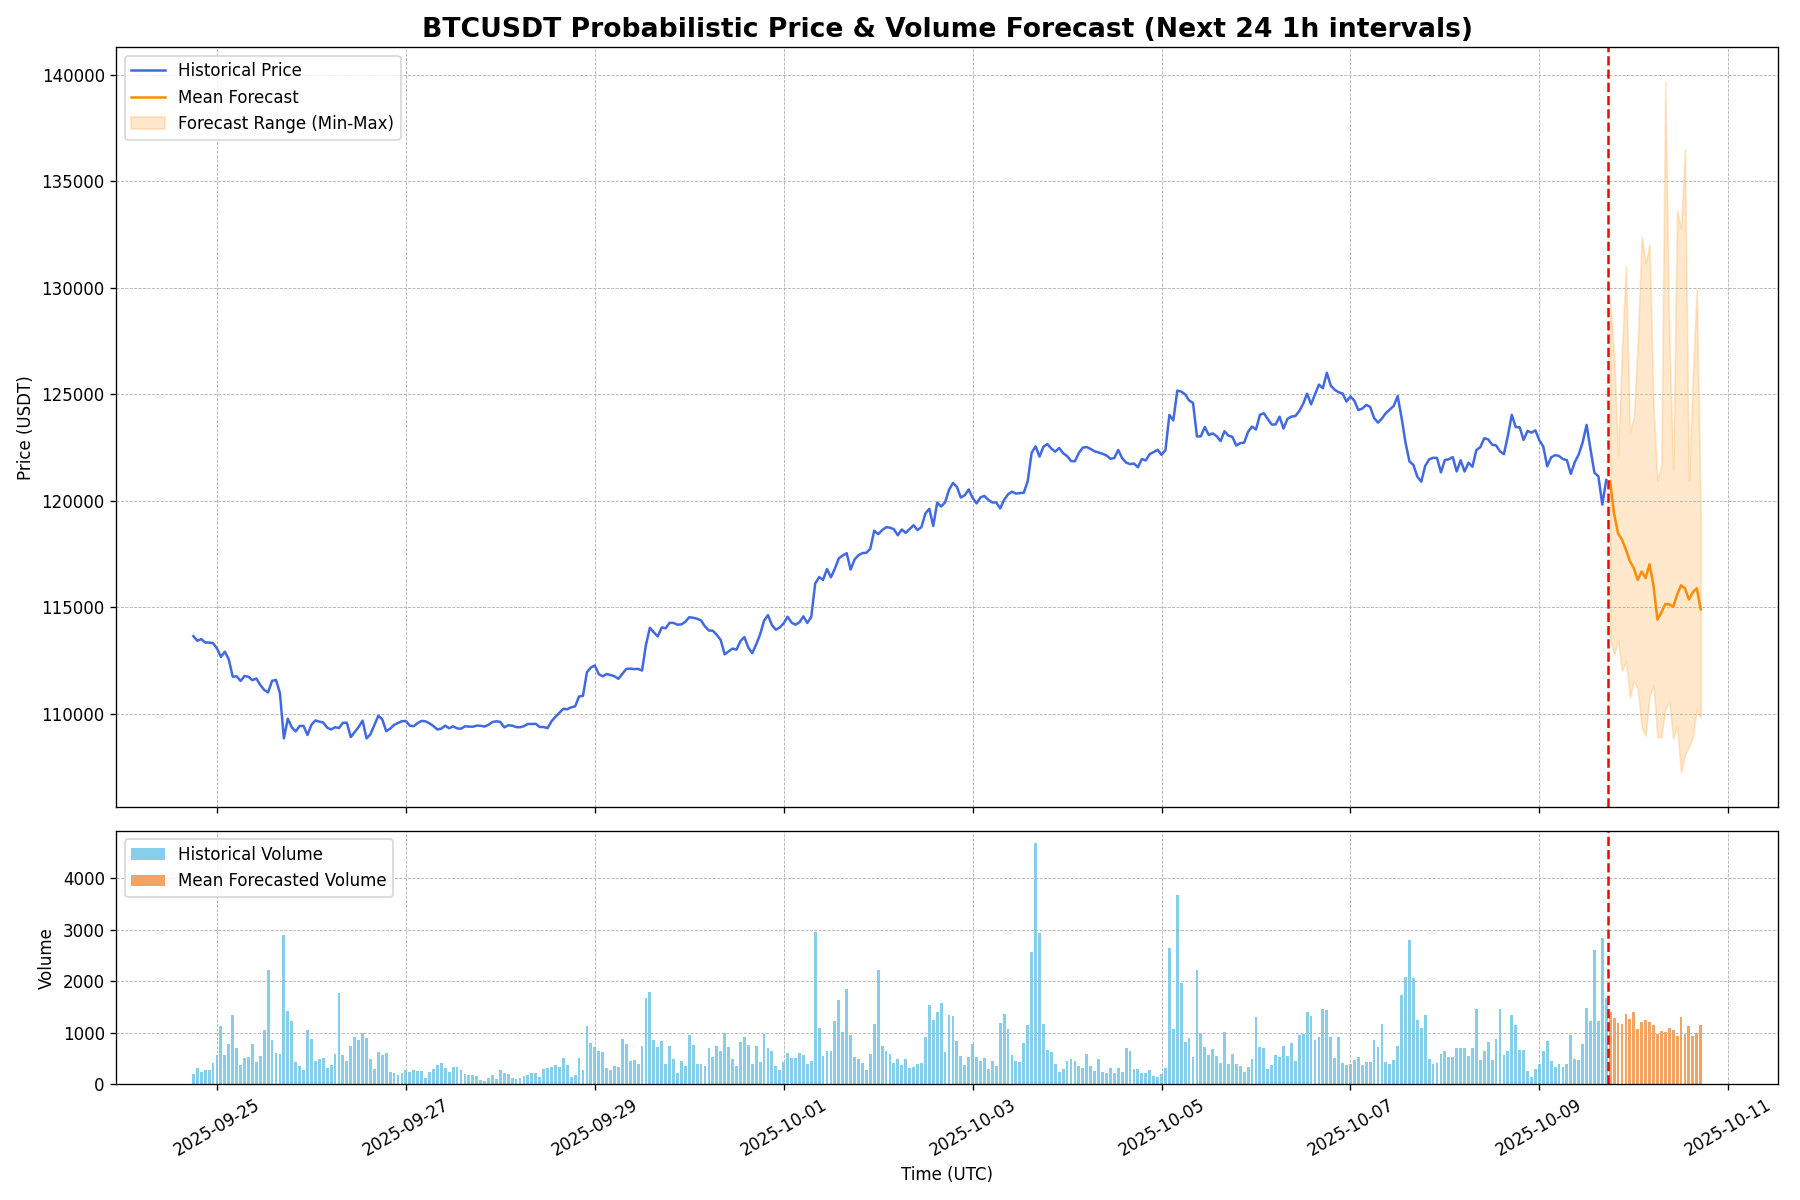 BTCUSDT Probabilistic Price & Volume Forecast (Next 24 1h intervals)
Historical Price
Mean Forecast
Forecast Range (Min-Max)
140000
135000
130000
125000
120000
115000
110000
Price (USDT)
Historical Volume
Mean Forecasted Volume
4000
3000
2000
1000
0
Volume
2025-09-25
2025-09-27
2025-09-29
2025-10-01
2025-10-03
2025-10-05
2025-10-07
2025-10-09
2025-10-11
Time (UTC)